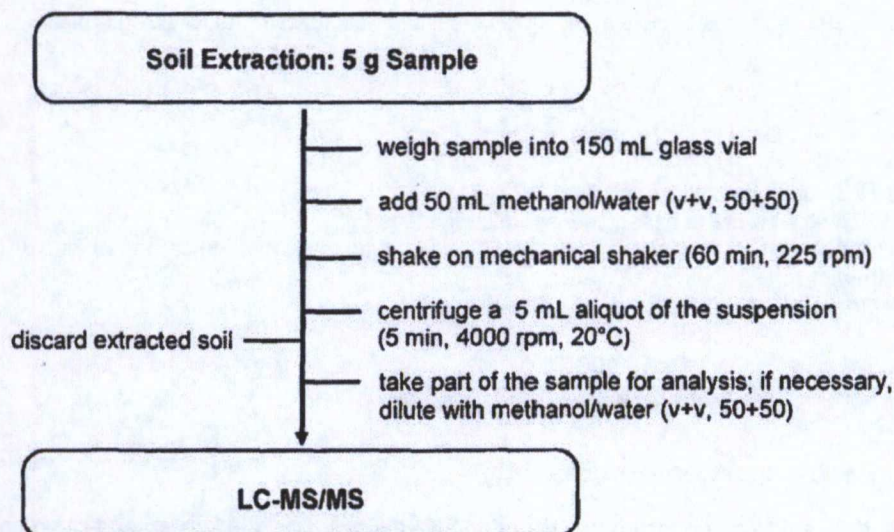 Soil Extraction: 5 g Sample
weigh sample into 150 mL glass vial
add 50 mL methanol/water (v+v, 50+50)
shake on mechanical shaker (60 min, 225 rpm)
centrifuge a 5 mL aliquot of the suspension
(5 min, 4000 rpm, 20°C)
discard extracted soil
take part of the sample for analysis; if necessary,
dilute with methanol/water (v+v, 50+50)
LC-MS/MS